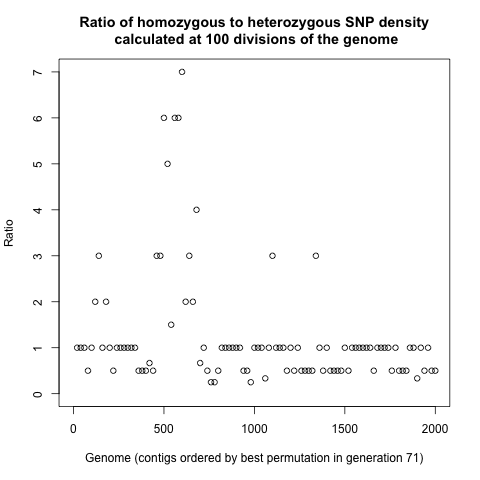 Ratio of homozygous to heterozygous SNP density
calculated at 100 divisions of the genome
Ratio
7
6
5
4
3
2
1
0
0 500 1000 1500 2000
Genome (contigs ordered by best permutation in generation 71)